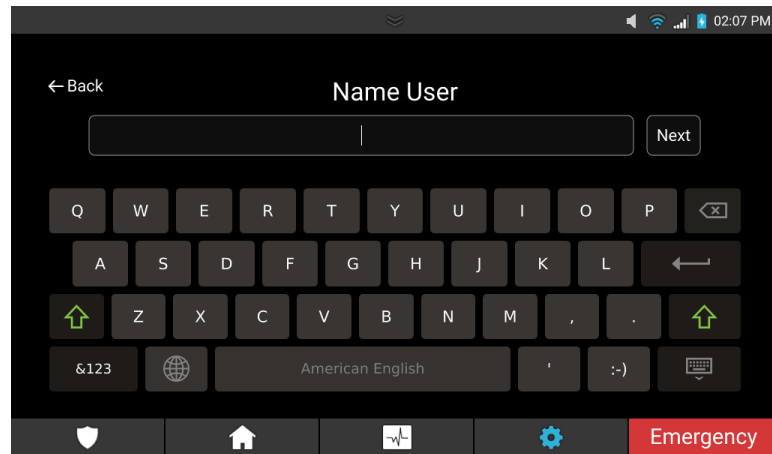 02:07 PM
Back
Name User
Next
Q W E R T Y U I O P
A S D F G H J K L
Z X C V B N M , .
&123 American English ' :-)
Emergency